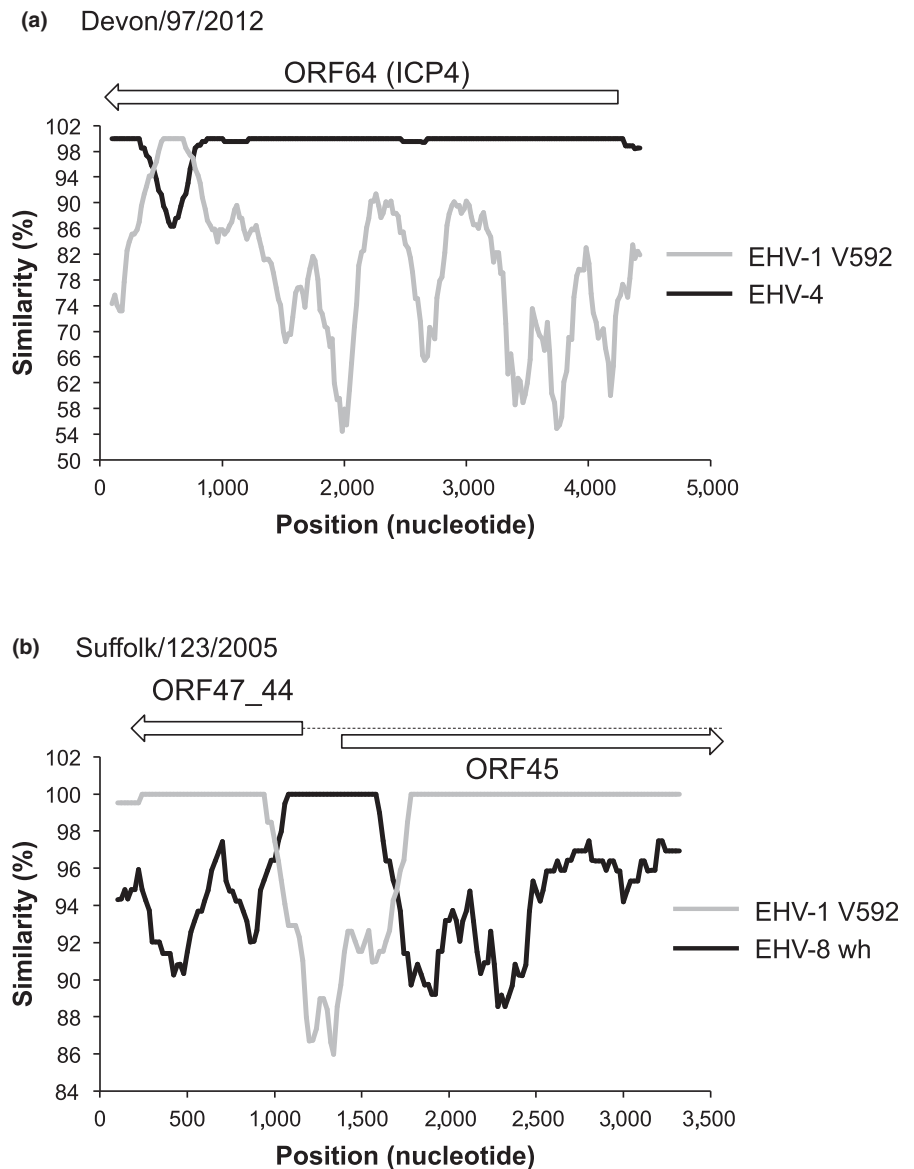 (a) Devon/97/2012
ORF64 (ICP4)
102
98
94
90
86
82
78
74
70
66
62
58
54
50
Similarity (%)
EHV-1 V592
EHV-4
0 1,000 2,000 3,000 4,000 5,000
Position (nucleotide)
(b) Suffolk/123/2005
ORF47_44
ORF45
102
100
98
96
94
92
90
88
86
84
Similarity (%)
EHV-1 V592
EHV-8 wh
0 500 1,000 1,500 2,000 2,500 3,000 3,500
Position (nucleotide)